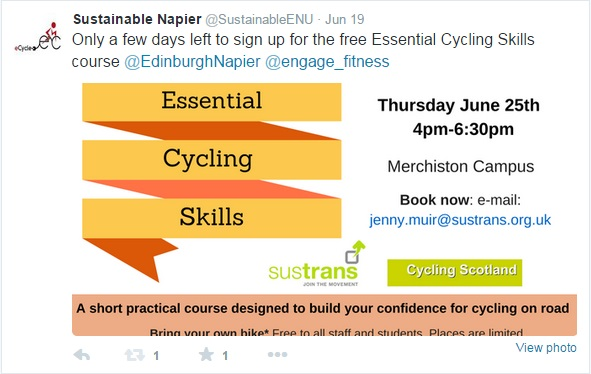 Sustainable Napier @SustainableENU · Jun 19
Only a few days left to sign up for the free Essential Cycling Skills
course @EdinburghNapier @engage_fitness
eCycle
Essential
Cycling
Skills
Thursday June 25th
4pm-6:30pm
Merchiston Campus
Book now: e-mail:
jenny.muir@sustrans.org.uk
sustrans
JOIN THE MOVEMENT
Cycling Scotland
A short practical course designed to build your confidence for cycling on road
Bring your own bike* Free to all staff and students. Places are limited
View photo
1
1